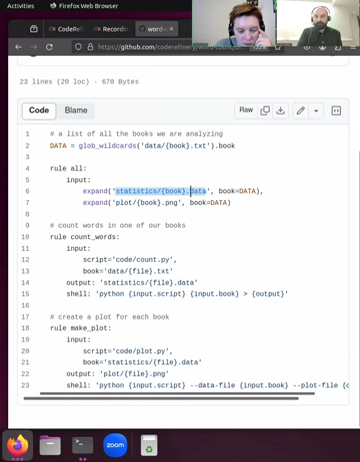 Activities
Firefox Web Browser
CodeRefi
Recordin
word-c
https://github.com/coderefinery/word-count
23 lines (20 loc) · 670 Bytes
Code
Blame
Raw
1 # a list of all the books we are analyzing
2 DATA = glob_wildcards('data/{book}.txt').book
3
4 rule all:
5 input:
6 expand('statistics/{book}.data', book=DATA),
7 expand('plot/{book}.png', book=DATA)
8
9 # count words in one of our books
10 rule count_words:
11 input:
12 script='code/count.py',
13 book='data/{file}.txt'
14 output: 'statistics/{file}.data'
15 shell: 'python {input.script} {input.book} > {output}'
16
17 # create a plot for each book
18 rule make_plot:
19 input:
20 script='code/plot.py',
21 book='statistics/{file}.data'
22 output: 'plot/{file}.png'
23 shell: 'python {input.script} --data-file {input.book} --plot-file {o
zoom